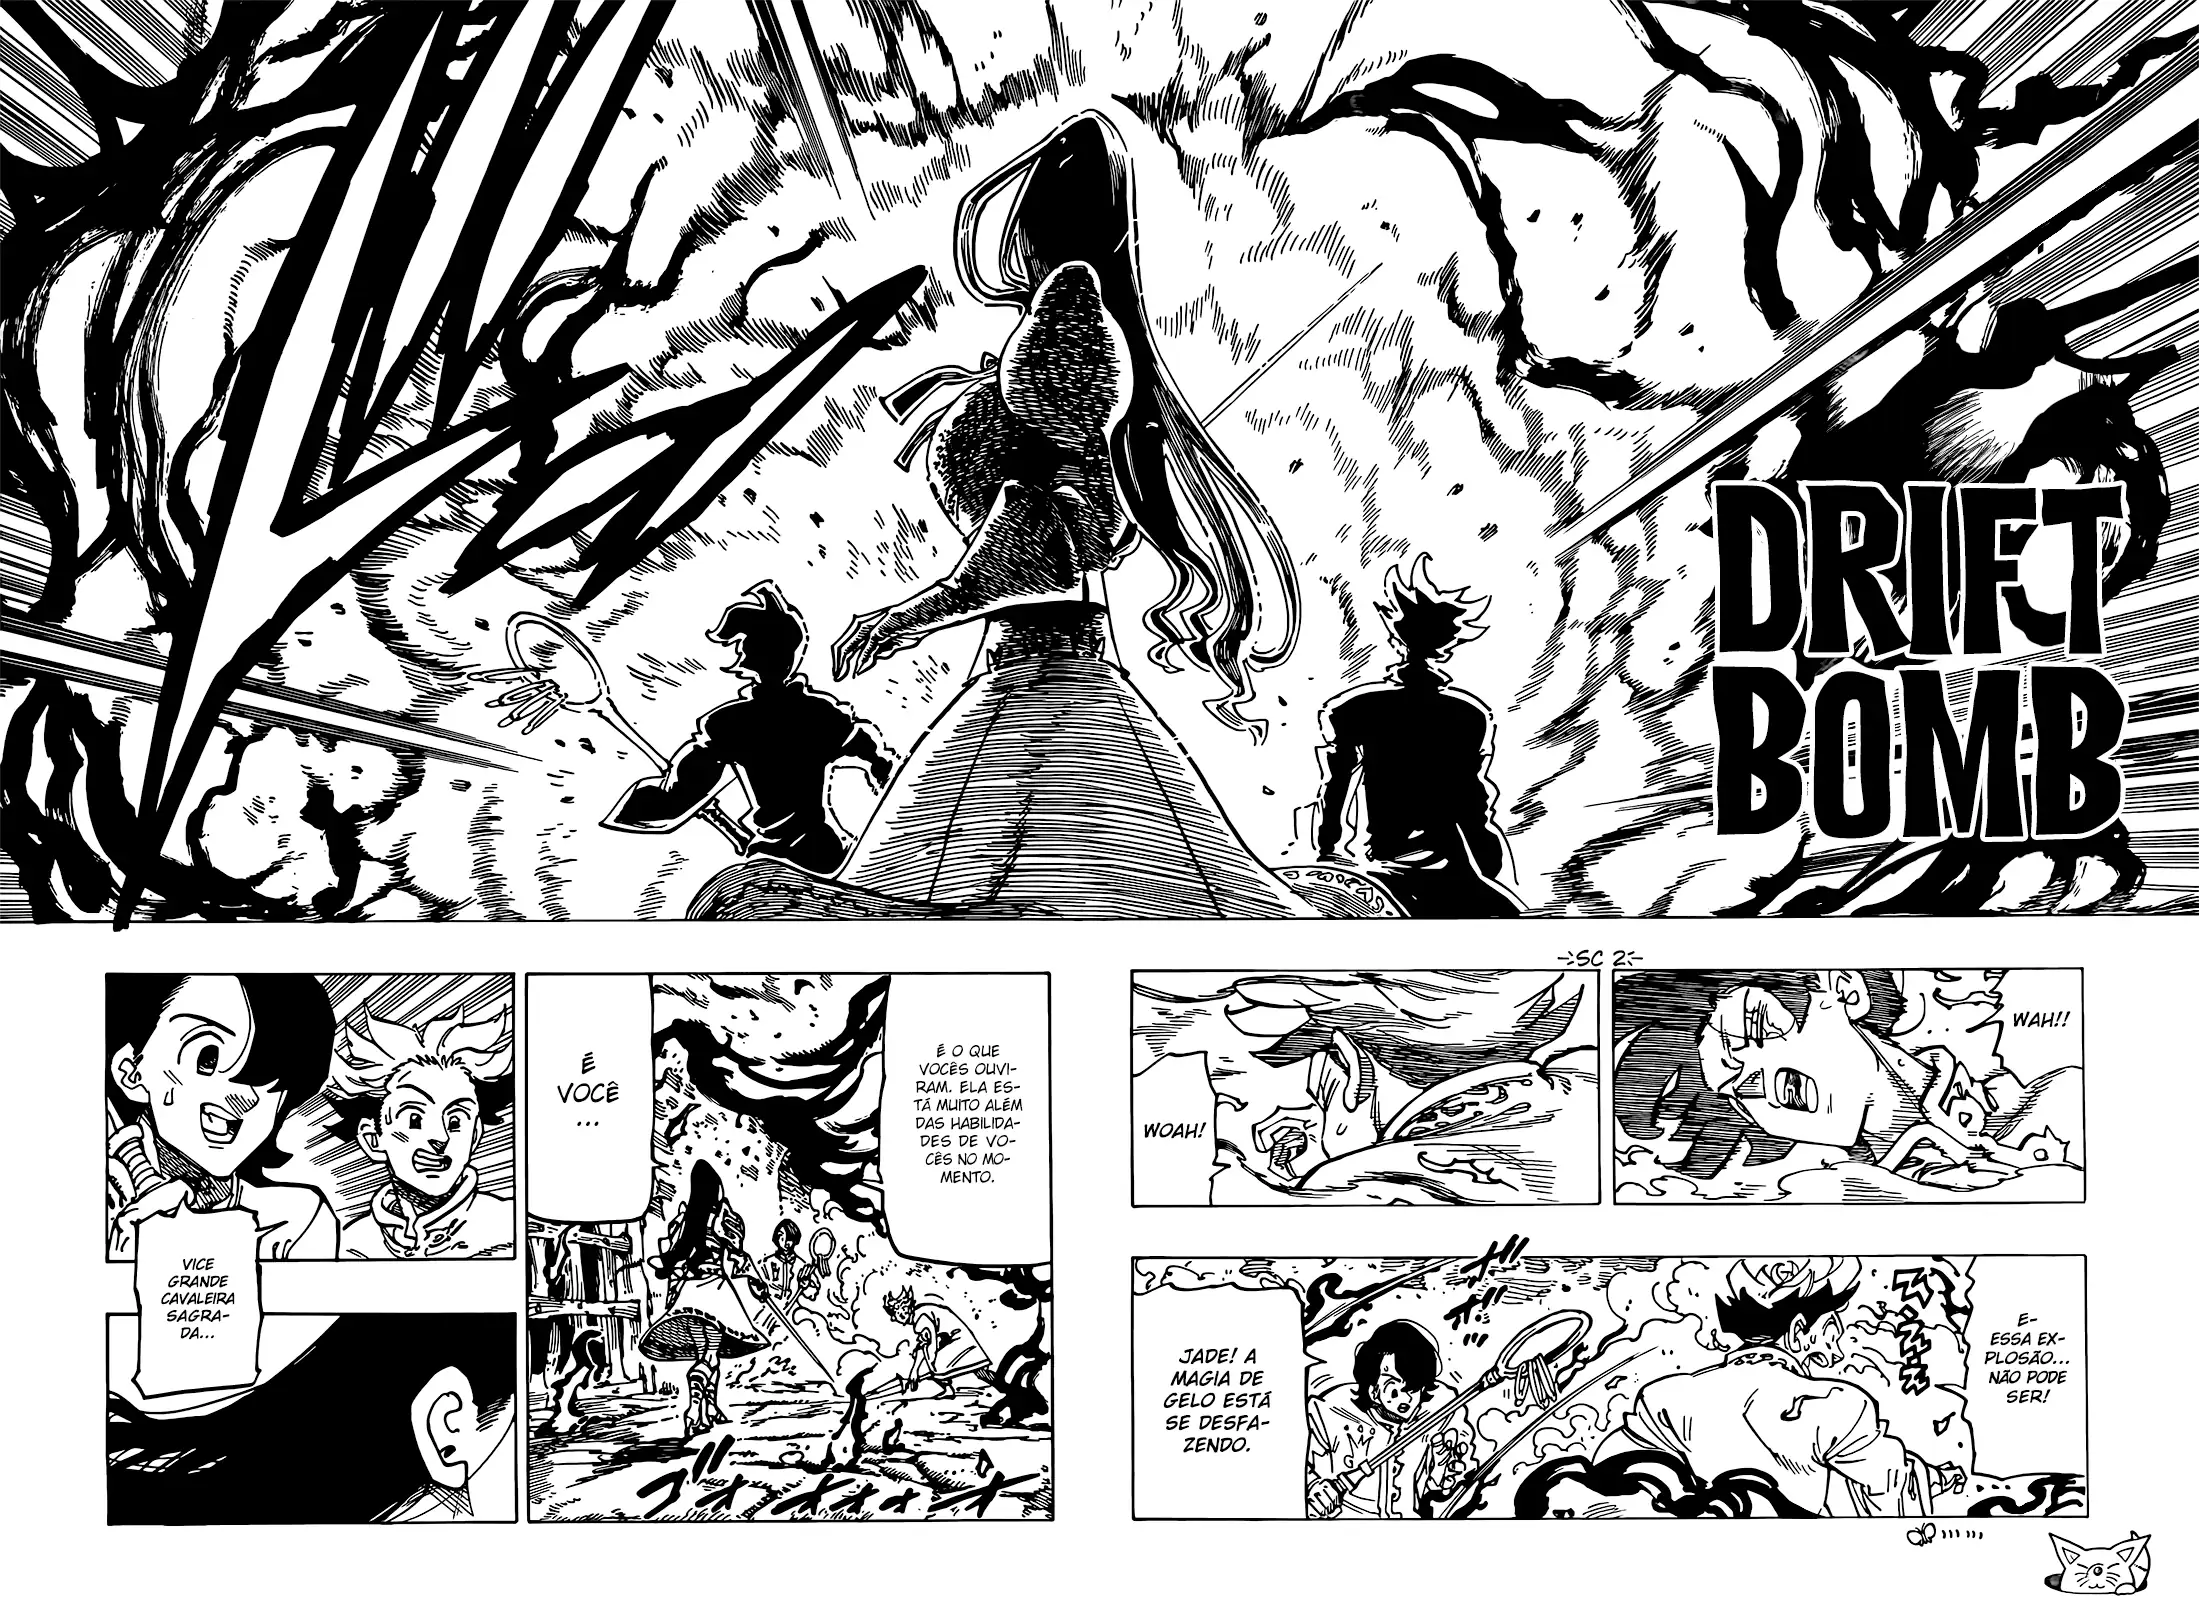 DRIFT
BOMB
SC 2
WAH!!
WOAH!
E-
ESSA EX-
PLOSÃO...
NÃO PODE
SER!
JADE! A
MAGIA DE
GELO ESTÁ
SE DESFA-
ZENDO.
É O QUE
VOCÊS OUVI-
RAM. ELA ES-
TÁ MUITO ALÉM
DAS HABILIDA-
DES DE VO-
CÊS NO MO-
MENTO.
É
VOCÊ
...
VICE
GRANDE
CAVALEIRA
SAGRA-
DA...